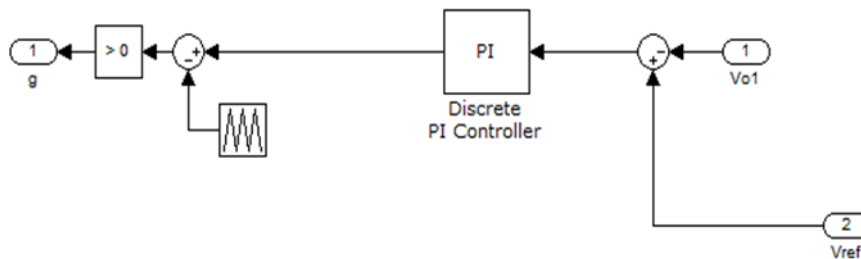 1
g
> 0
+
-
PI
Discrete
PI Controller
-
+
1
Vo1
2
Vref